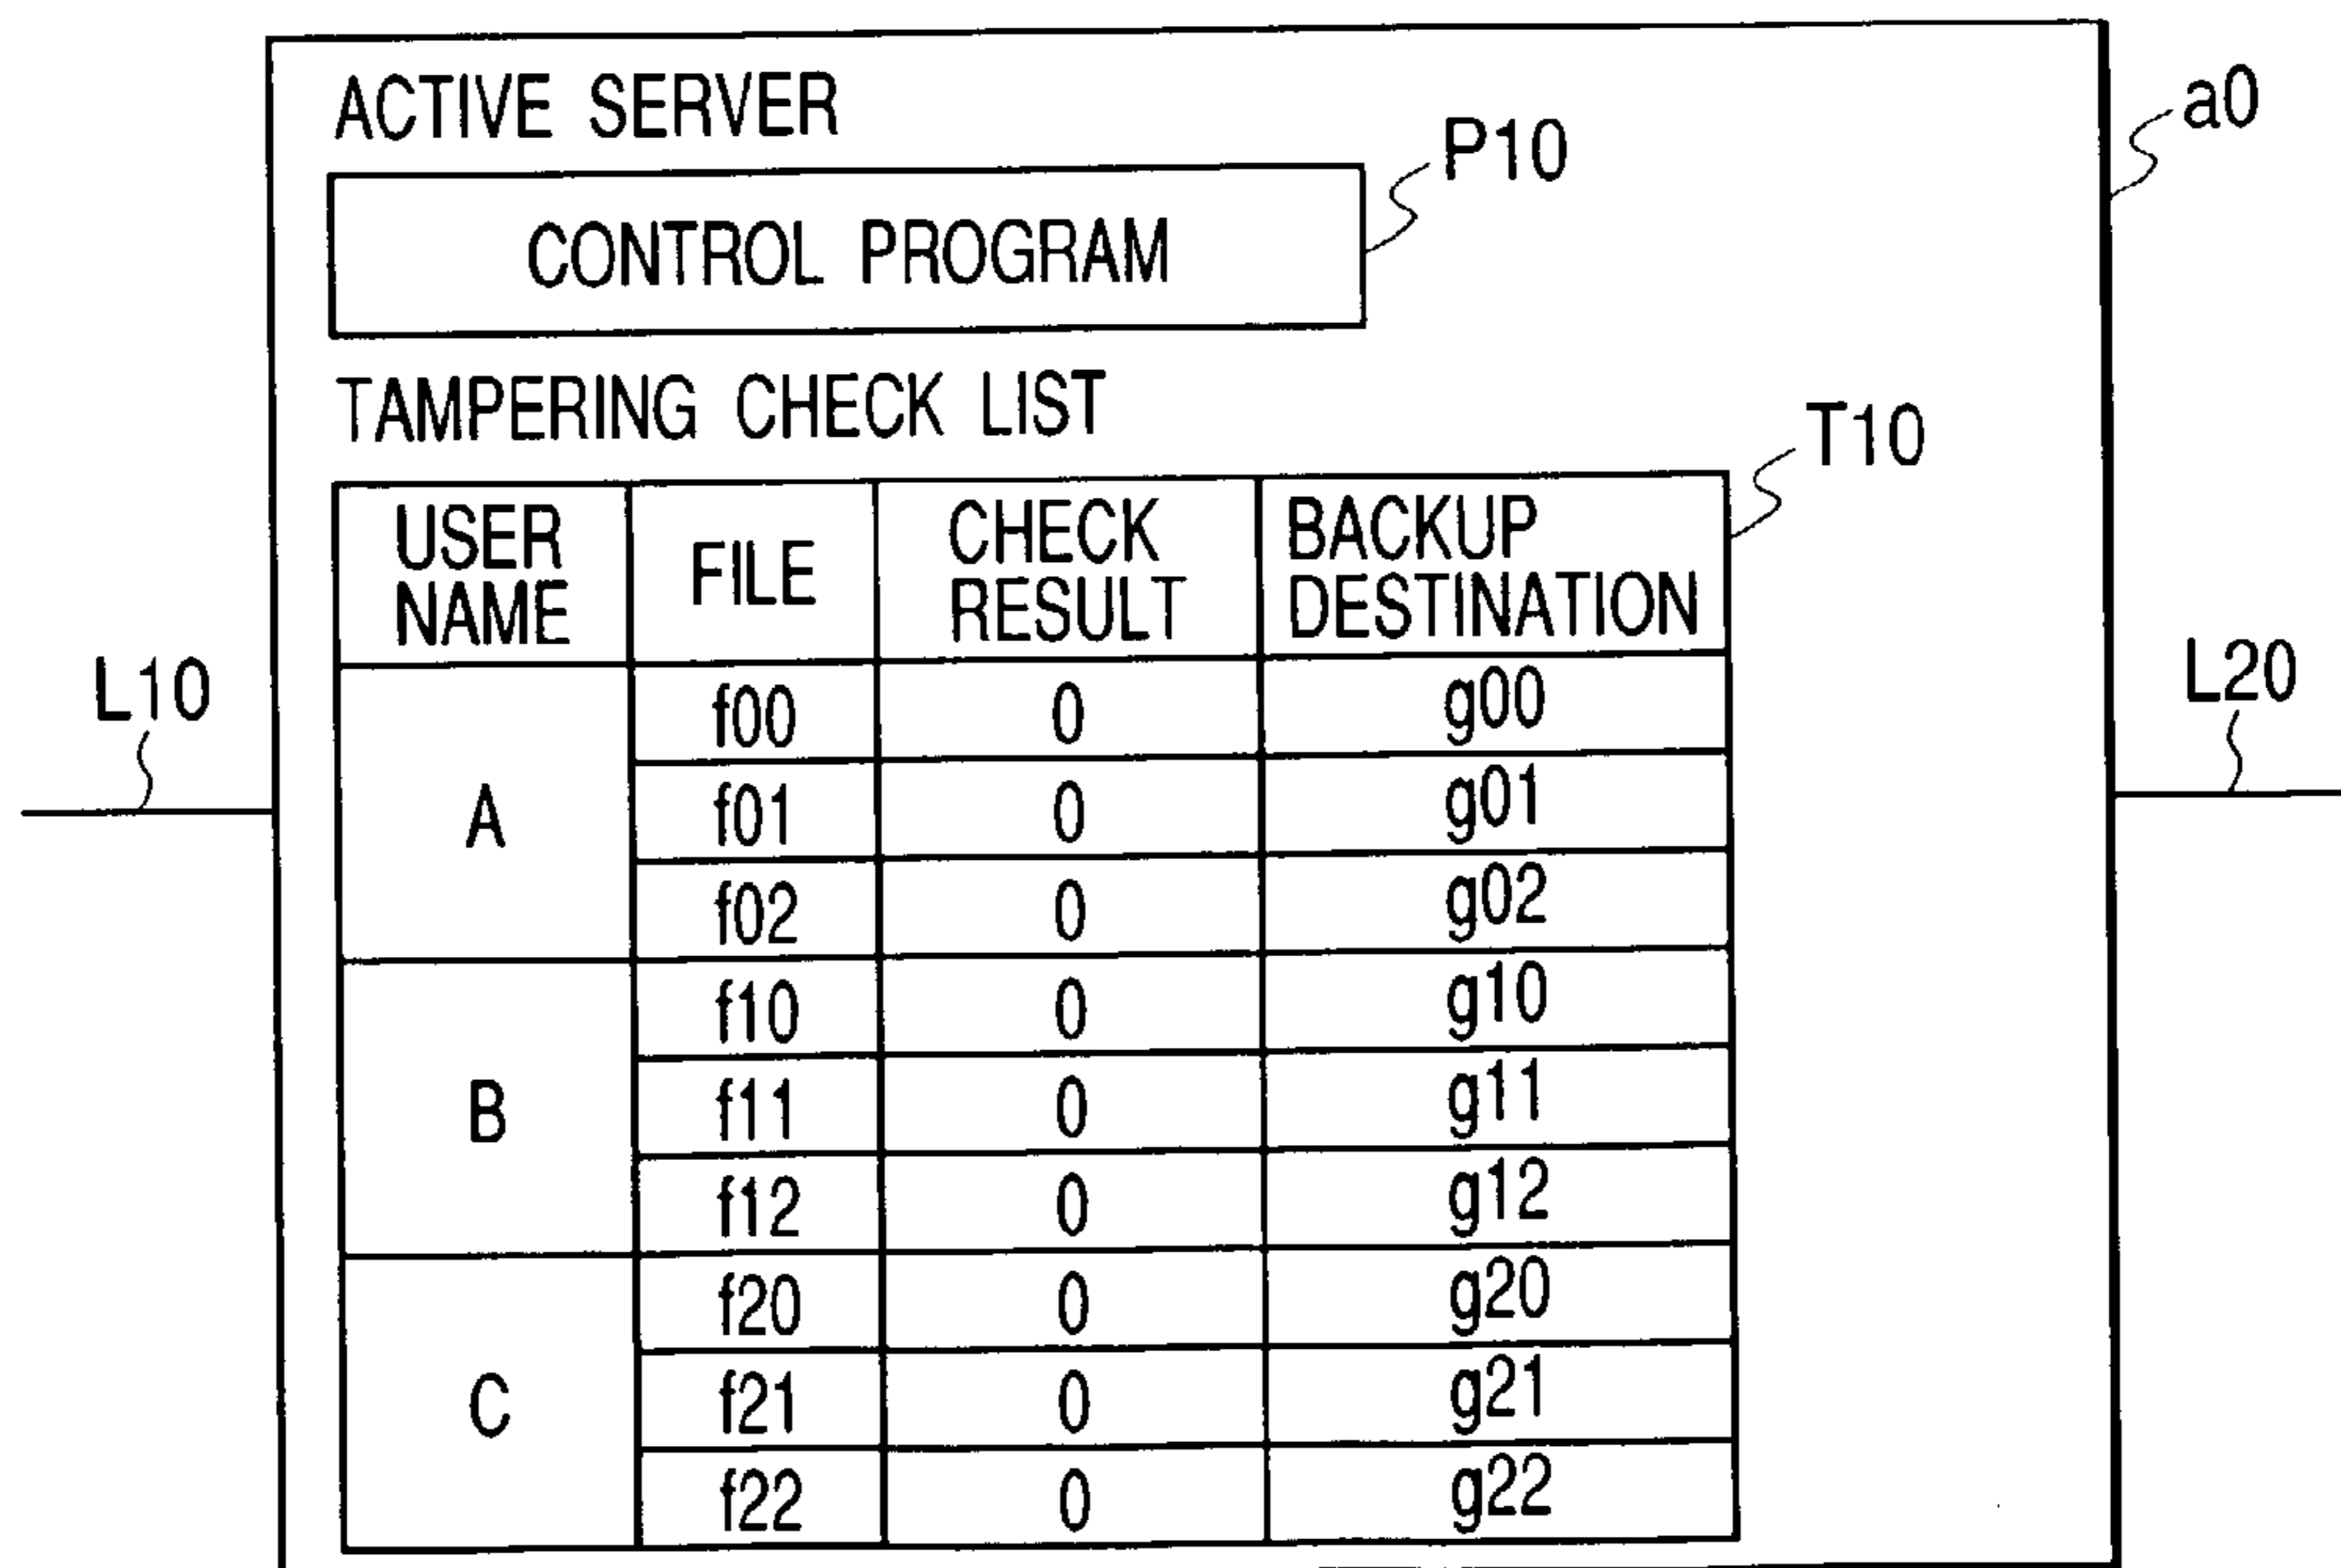 ACTIVE SERVER
a0
P10
CONTROL PROGRAM
TAMPERING CHECK LIST
T10
USER NAME FILE CHECK RESULT BACKUP DESTINATION
L10
L20
A f00 0 g00
f01 0 g01
f02 0 g02
B f10 0 g10
f11 0 g11
f12 0 g12
C f20 0 g20
f21 0 g21
f22 0 g22